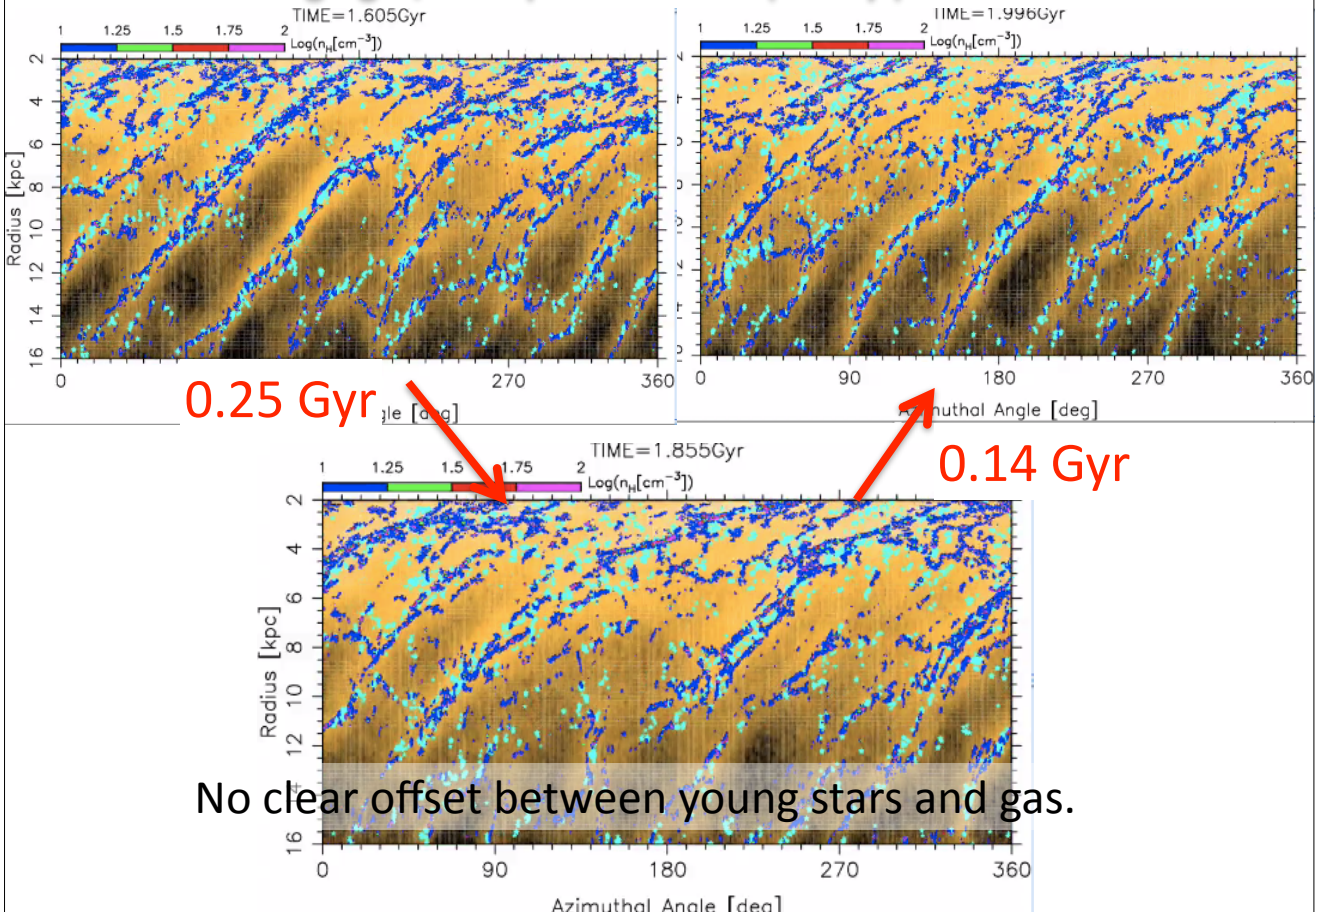 TIME=1.605Gyr
1 1.25 1.5 1.75 2
Log(n_H[cm⁻³])
2
4
6
8
10
12
14
16
Radius [kpc]
0 270 360
gle [deg]
TIME=1.996Gyr
1 1.25 1.5 1.75 2
Log(n_H[cm⁻³])
0 90 180 270 360
Azimuthal Angle [deg]
0.25 Gyr
0.14 Gyr
TIME=1.855Gyr
1 1.25 1.5 1.75 2
Log(n_H[cm⁻³])
2
4
6
8
10
12
16
Radius [kpc]
No clear offset between young stars and gas.
0 90 180 270 360
Azimuthal Angle [deg]